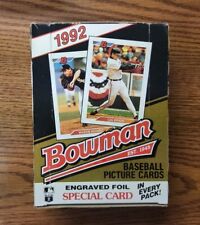 1992
Bowman
EST. 1948
BASEBALL
PICTURE CARDS
ENGRAVED FOIL
SPECIAL CARD
IN EVERY PACK!